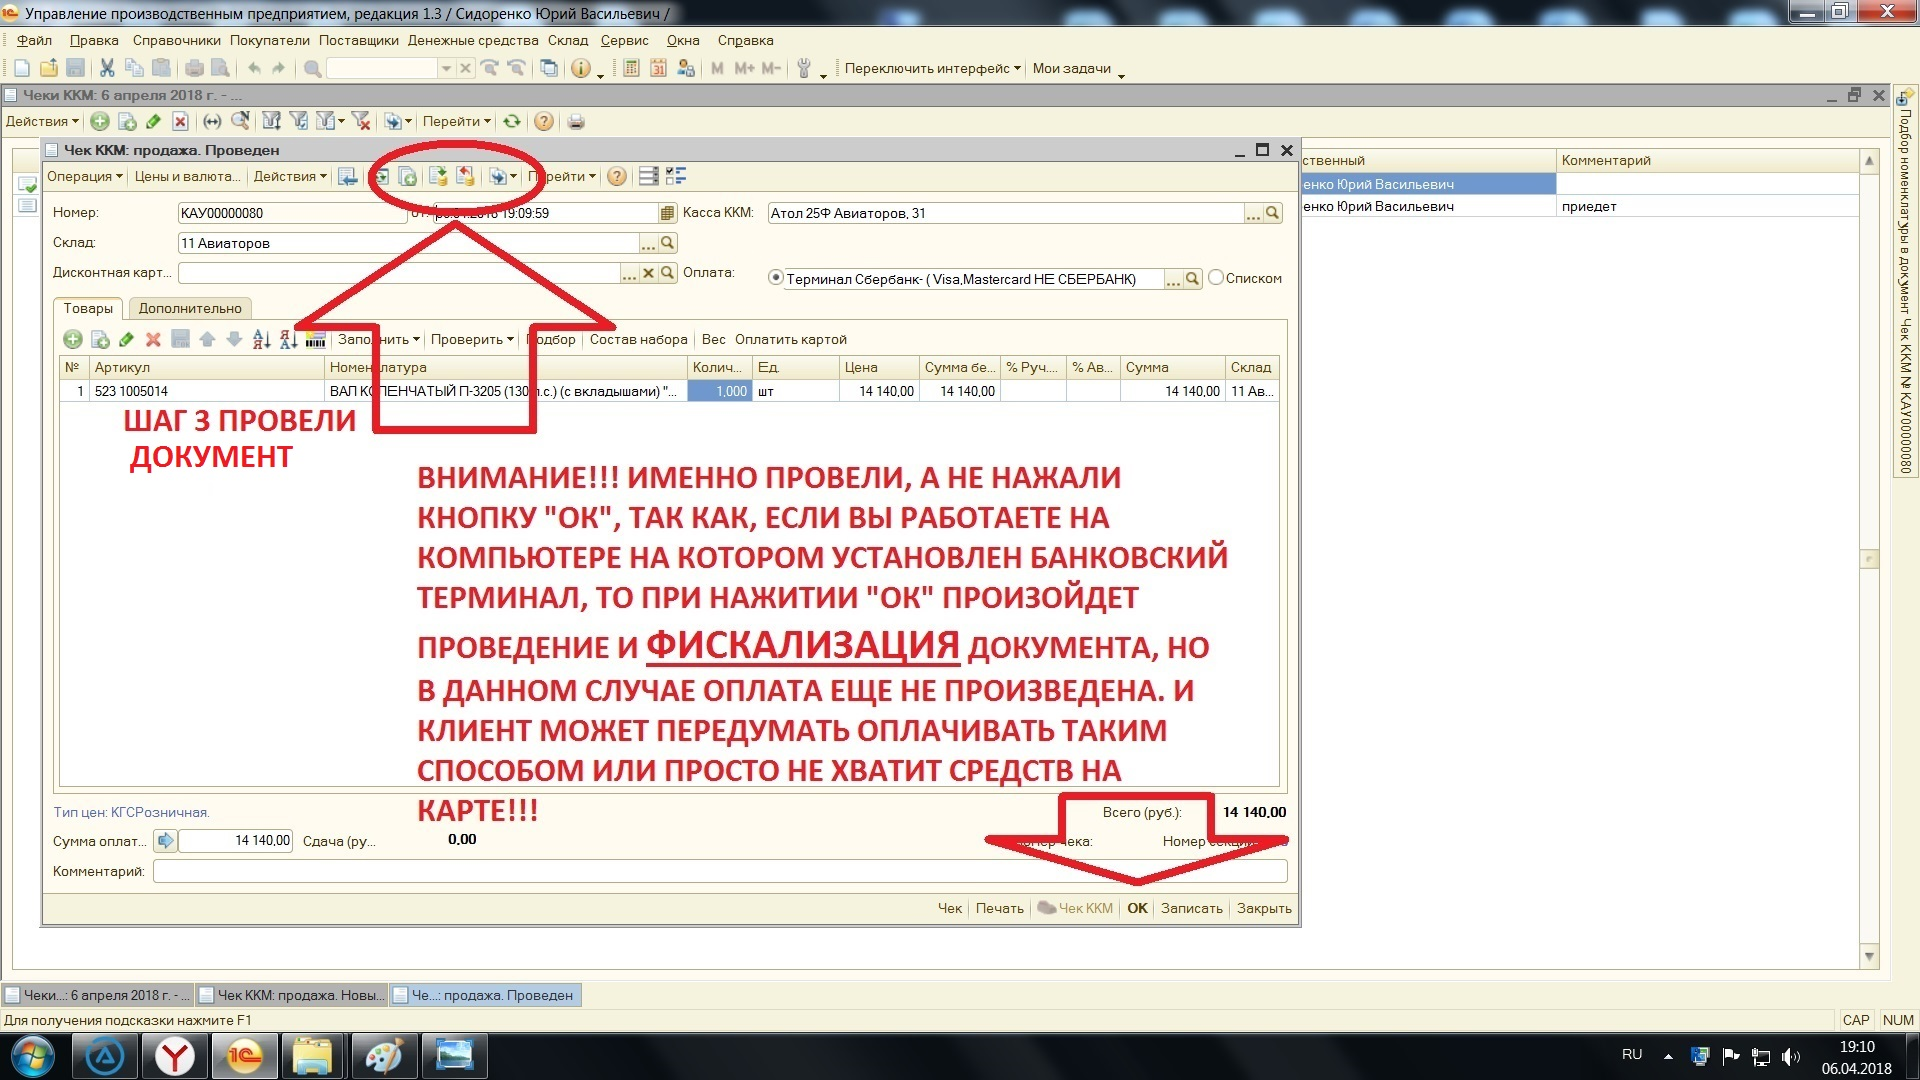 Управление производственным предприятием, редакция 1.3 / Сидоренко Юрий Васильевич /
Файл Правка Справочники Покупатели Поставщики Денежные средства Склад Сервис Окна Справка
M M+ M- Переключить интерфейс Мои задачи
Чеки ККМ: 6 апреля 2018 г. - ...
Действия Перейти
Чек ККМ: продажа. Проведен
Операция Цены и валюта... Действия Перейти
Номер: КАУ00000080 от: 19:09:59 Касса ККМ: Атол 25Ф Авиаторов, 31
Склад: 11 Авиаторов
Дисконтная карт... Оплата: Терминал Сбербанк- ( Visa,Mastercard НЕ СБЕРБАНК) Списком
Товары Дополнительно
Заполнить Проверить Подбор Состав набора Вес Оплатить картой
№ Артикул Номенклатура Колич... Ед. Цена Сумма бе... % Руч.... % Ав... Сумма Склад
1 523 1005014 ВАП КОЛЕНЧАТЫЙ П-3205 (130 л.с.) (с вкладышами) "... 1,000 шт 14 140,00 14 140,00 14 140,00 11 Ав...
ШАГ 3 ПРОВЕЛИ
ДОКУМЕНТ
ВНИМАНИЕ!!! ИМЕННО ПРОВЕЛИ, А НЕ НАЖАЛИ
КНОПКУ "ОК", ТАК КАК, ЕСЛИ ВЫ РАБОТАЕТЕ НА
КОМПЬЮТЕРЕ НА КОТОРОМ УСТАНОВЛЕН БАНКОВСКИЙ
ТЕРМИНАЛ, ТО ПРИ НАЖИТИИ "ОК" ПРОИЗОЙДЕТ
ПРОВЕДЕНИЕ И ФИСКАЛИЗАЦИЯ ДОКУМЕНТА, НО
В ДАННОМ СЛУЧАЕ ОПЛАТА ЕЩЕ НЕ ПРОИЗВЕДЕНА. И
КЛИЕНТ МОЖЕТ ПЕРЕДУМАТЬ ОПЛАЧИВАТЬ ТАКИМ
СПОСОБОМ ИЛИ ПРОСТО НЕ ХВАТИТ СРЕДСТВ НА
КАРТЕ!!!
Тип цен: КГСРозничная. Всего (руб.): 14 140,00
Сумма оплат... 14 140,00 Сдача (ру... 0.00 Номер чека: Номер секции:
Комментарий:
Чек Печать Чек ККМ ОК Записать Закрыть
ственный Комментарий
енко Юрий Васильевич
енко Юрий Васильевич приедет
Подбор номенклатуры в документ Чек ККМ № КАУ00000080
Чеки...: 6 апреля 2018 г. - ... Чек ККМ: продажа. Новы... Че...: продажа. Проведен
Для получения подсказки нажмите F1 CAP NUM
RU 19:10
06.04.2018